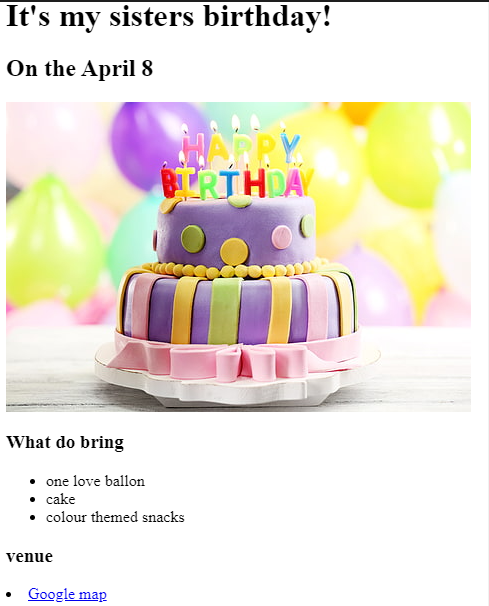 It's my sisters birthday!
On the April 8
HAPPY
BIRTHDAY
What do bring
one love ballon
cake
colour themed snacks
venue
Google map